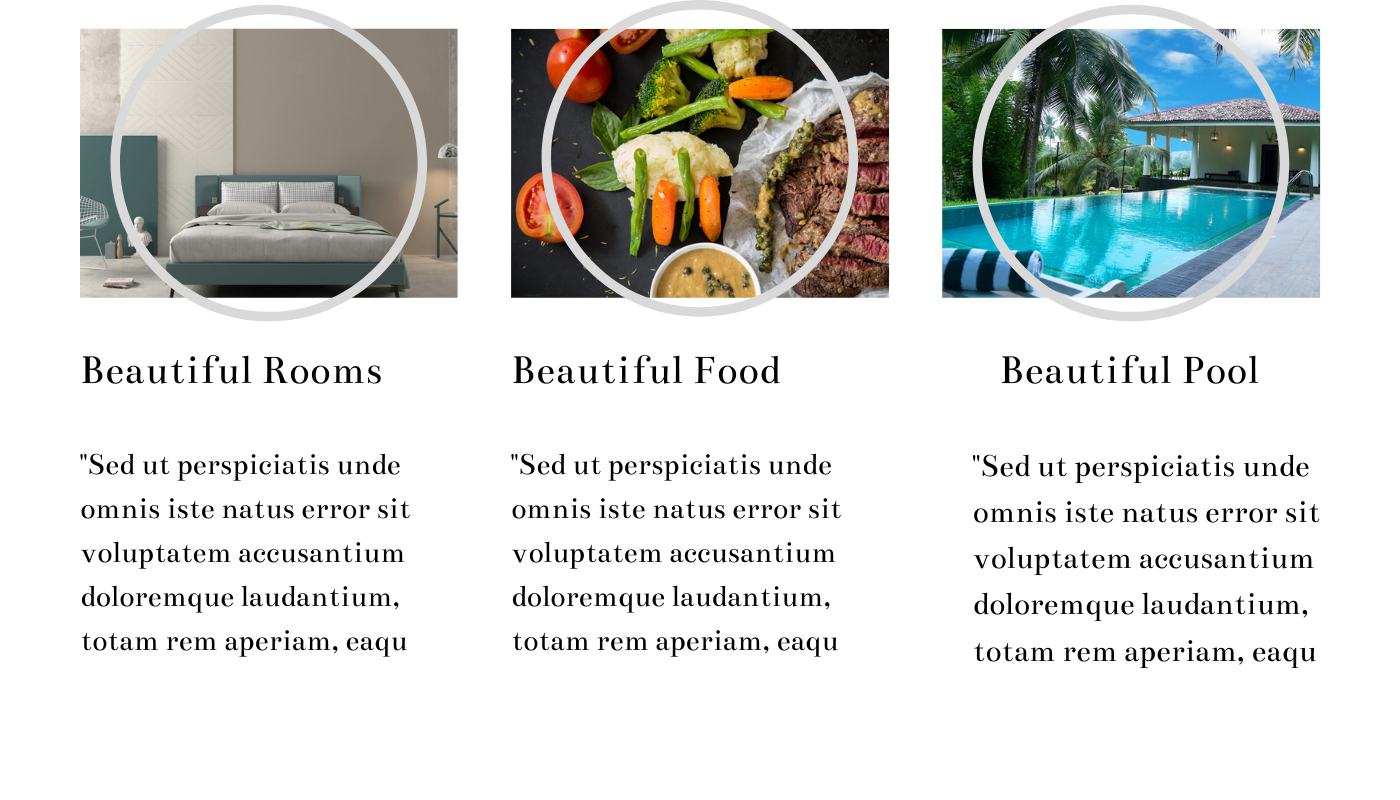 Beautiful Rooms
"Sed ut perspiciatis unde
omnis iste natus error sit
voluptatem accusantium
doloremque laudantium,
totam rem aperiam, eaqu
Beautiful Food
"Sed ut perspiciatis unde
omnis iste natus error sit
voluptatem accusantium
doloremque laudantium,
totam rem aperiam, eaqu
Beautiful Pool
"Sed ut perspiciatis unde
omnis iste natus error sit
voluptatem accusantium
doloremque laudantium,
totam rem aperiam, eaqu